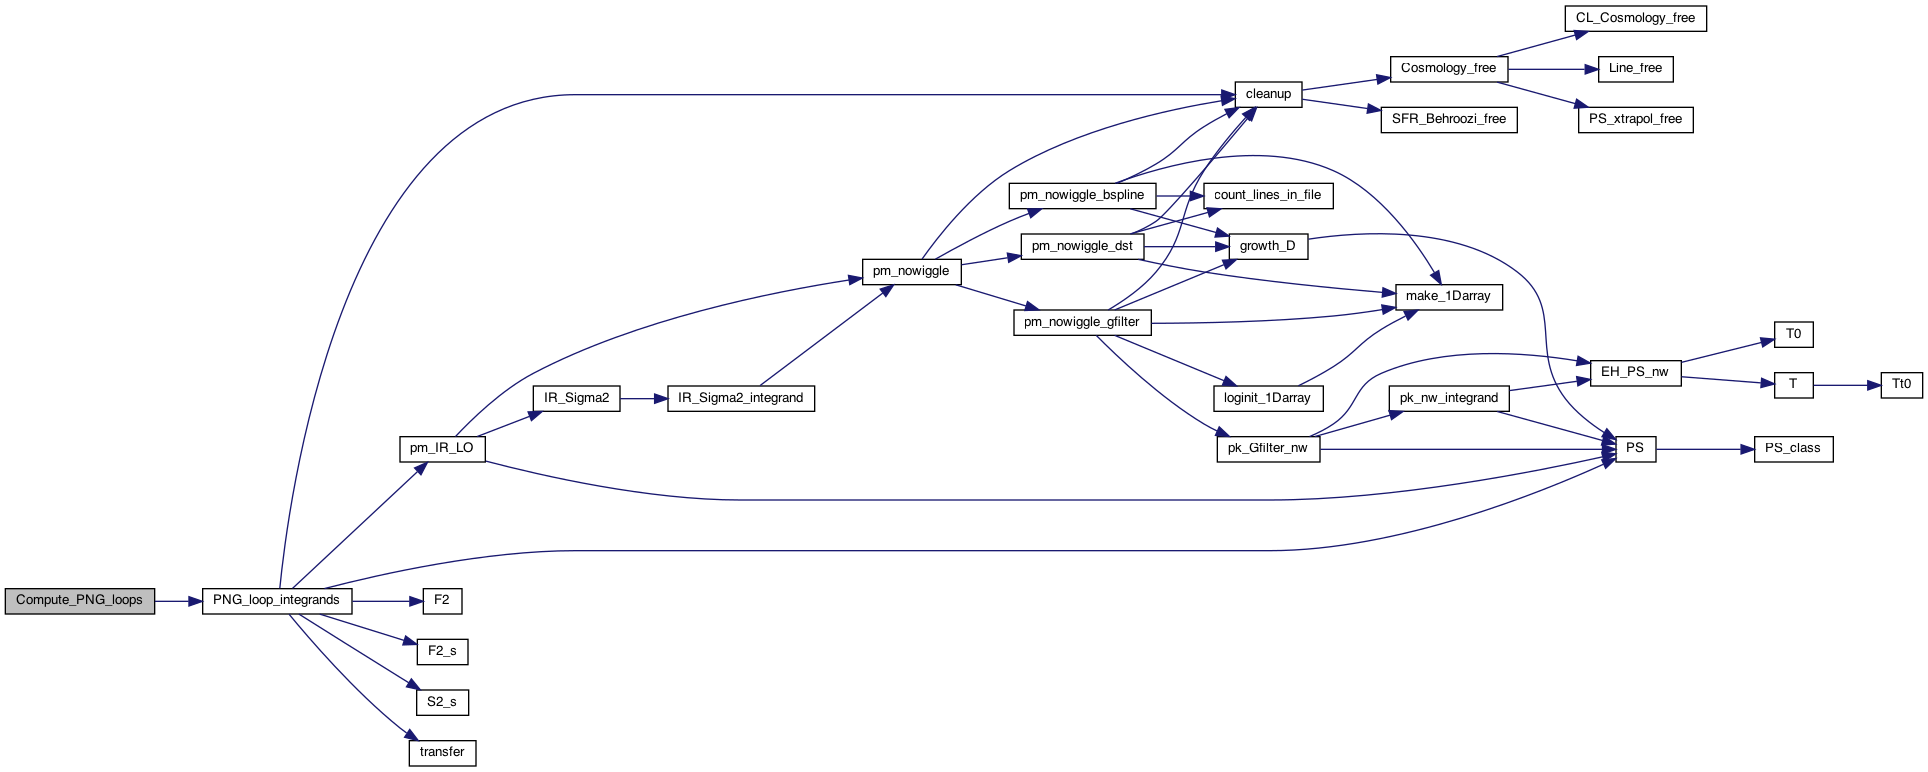 CL_Cosmology_free
Cosmology_free
Line_free
cleanup
SFR_Behroozi_free
PS_xtrapol_free
pm_nowiggle_bspline
count_lines_in_file
pm_nowiggle_dst
growth_D
pm_nowiggle
make_1Darray
pm_nowiggle_gfilter
T0
EH_PS_nw
T
Tt0
IR_Sigma2
IR_Sigma2_integrand
loginit_1Darray
pk_nw_integrand
pm_IR_LO
pk_Gfilter_nw
PS
PS_class
Compute_PNG_loops
PNG_loop_integrands
F2
F2_s
S2_s
transfer